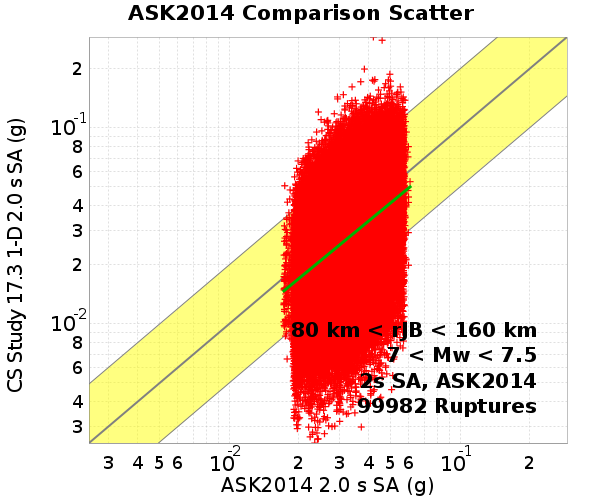 ASK2014 Comparison Scatter
CS Study 17.3 1-D 2.0 s SA (g)
2
10⁻¹
8
6
4
3
2
10⁻²
8
6
4
3
80 km < rJB < 160 km
7 < Mw < 7.5
2s SA, ASK2014
99982 Ruptures
3 4 5 6 10⁻² 2 3 4 5 6 10⁻¹ 2
ASK2014 2.0 s SA (g)